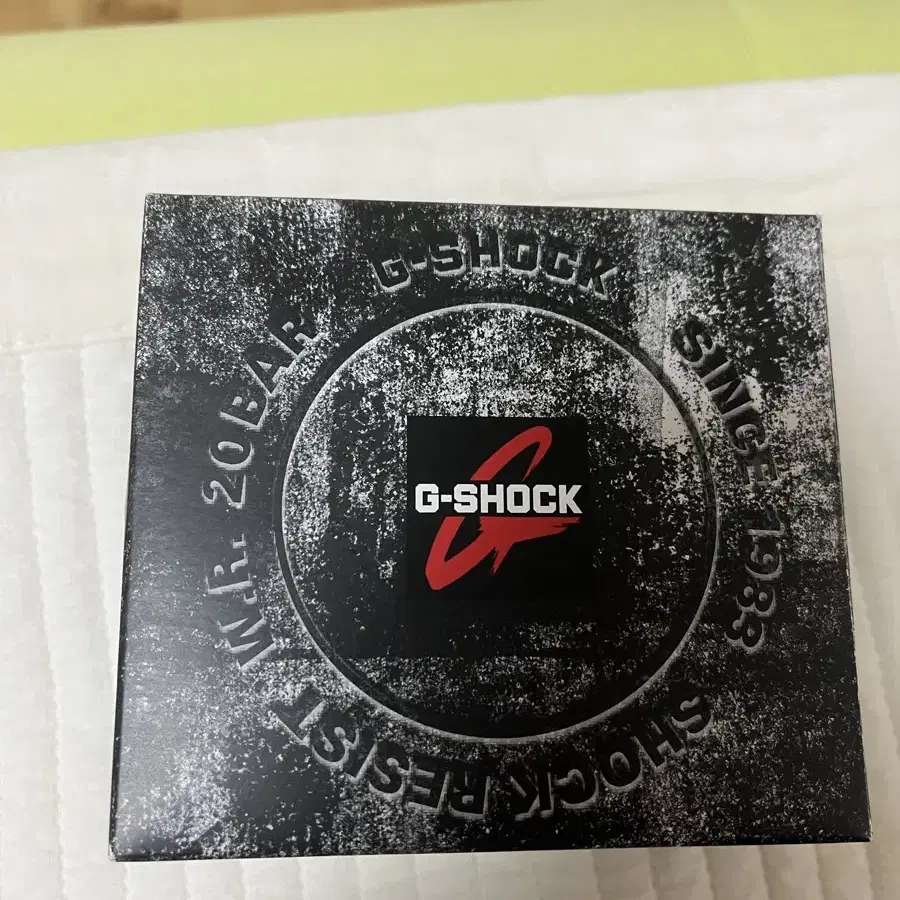 G-SHOCK
SINCE 1983
SHOCK RESIST
W.R. 20BAR
G-SHOCK